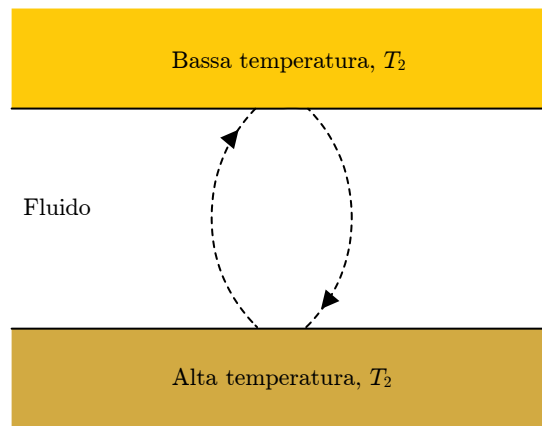 Bassa temperatura, T₂
Fluido
Alta temperatura, T₂